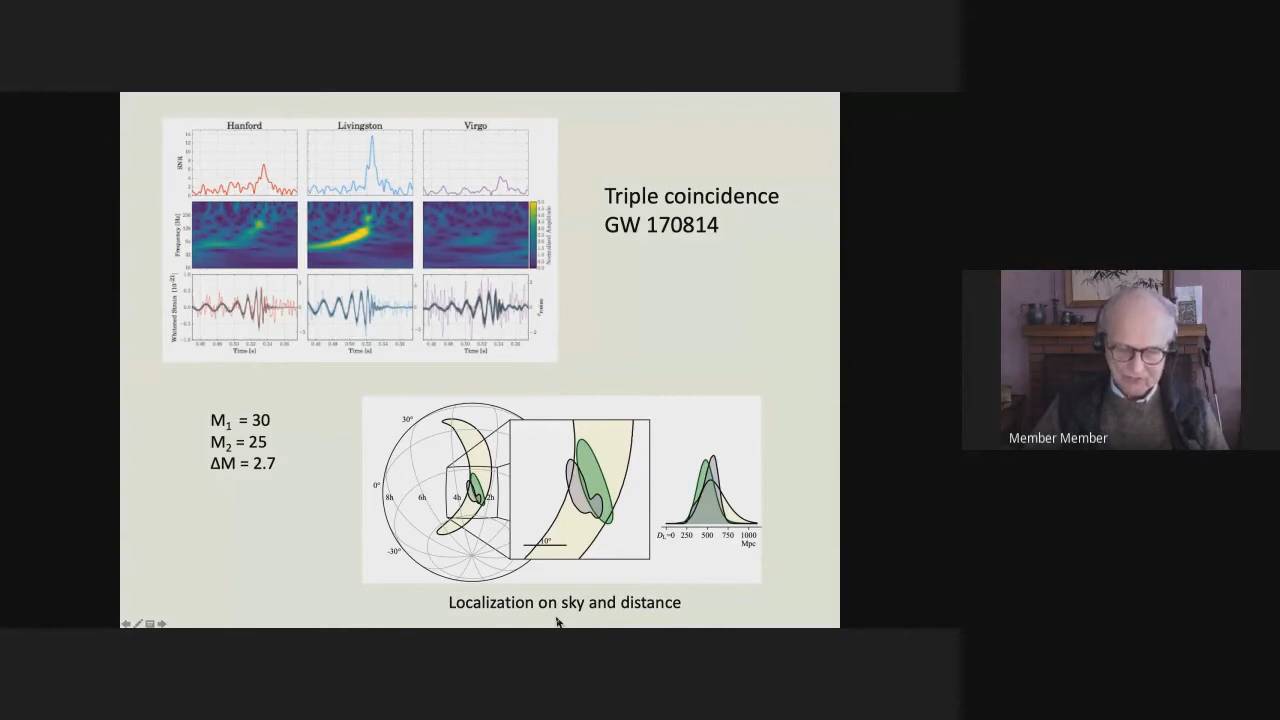 Hanford Livingston Virgo
SNR
Frequency [Hz]
Normalized Amplitude
Whitened Strain [10⁻²¹]
σnoise
Time [s] Time [s] Time [s]
Triple coincidence
GW 170814
M₁ = 30
M₂ = 25
ΔM = 2.7
30°
0°
8h 6h 4h 2h
-30°
10°
D_L=0 250 500 750 1000
Mpc
Localization on sky and distance
Member Member